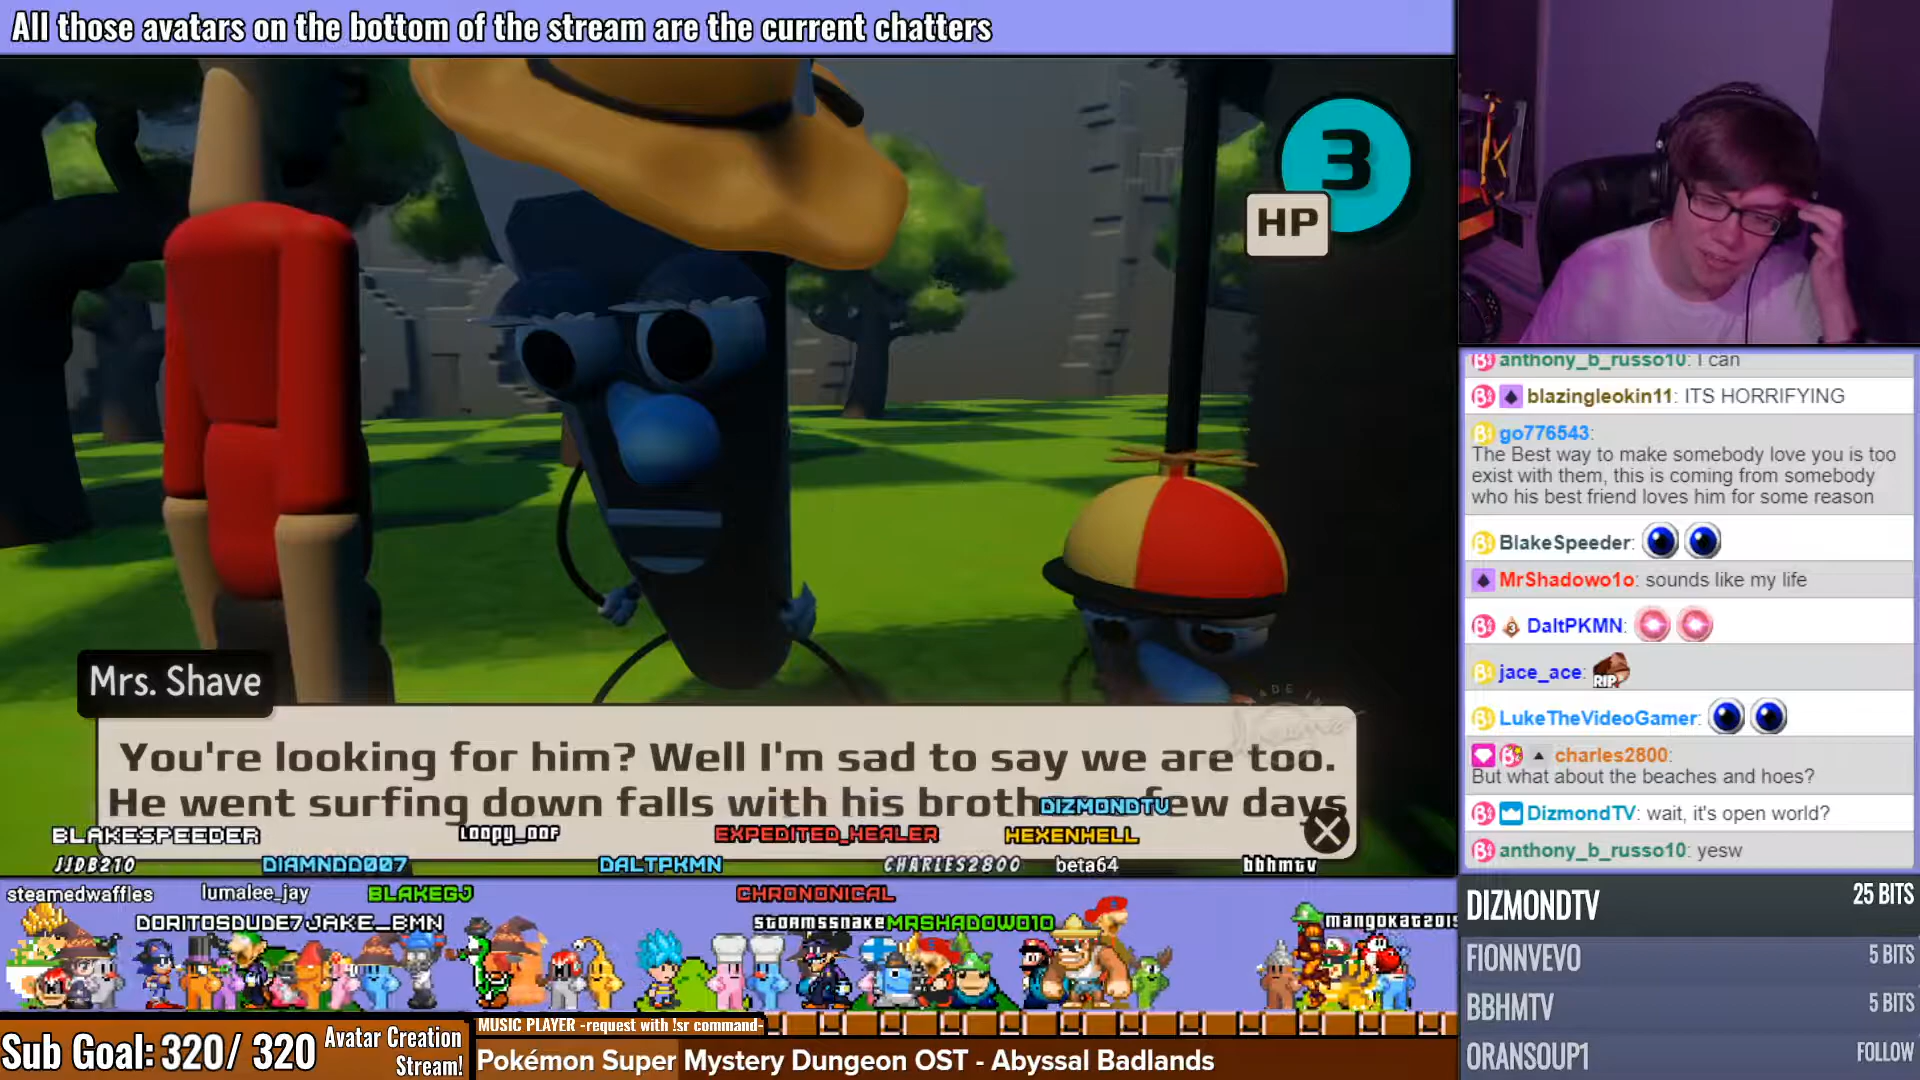 All those avatars on the bottom of the stream are the current chatters
3
HP
Mrs. Shave
You're looking for him? Well I'm sad to say we are too.
He went surfing down falls with his few days
DIZMONDTV
BLAKESPEEDER
loopy_oof
EXPEDITED_HEALER
HEXENHELL
JJDB210
DIAMNDD007
DALTPKMN
CHARLES2800
beta64
bbhmtv
steamedwaffles
lumalee_jay
BLAKEGJ
CHRONONICAL
DORITOSDUDE7
JAKE_BMN
stormssnake
MRSHADOWO1O
mangokat2019
Sub Goal: 320/ 320
Avatar Creation
Stream!
MUSIC PLAYER -request with !sr command-
Pokémon Super Mystery Dungeon OST - Abyssal Badlands
anthony_b_russo10: I can
blazingleokin11: ITS HORRIFYING
go776543:
The Best way to make somebody love you is too
exist with them, this is coming from somebody
who his best friend loves him for some reason
BlakeSpeeder:
MrShadowo1o: sounds like my life
DaltPKMN:
jace_ace: RIP
LukeTheVideoGamer:
charles2800:
But what about the beaches and hoes?
DizmondTV: wait, it's open world?
anthony_b_russo10: yesw
DIZMONDTV 25 BITS
FIONNVEVO 5 BITS
BBHMTV 5 BITS
ORANSOUP1 FOLLOW